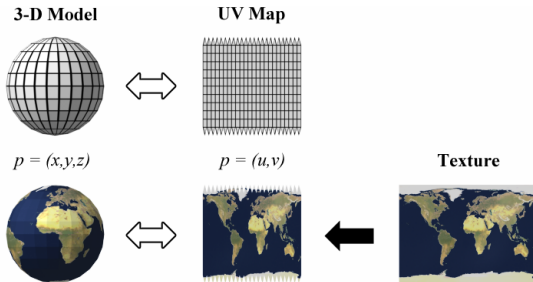 3-D Model
UV Map
p = (x,y,z)
p = (u,v)
Texture